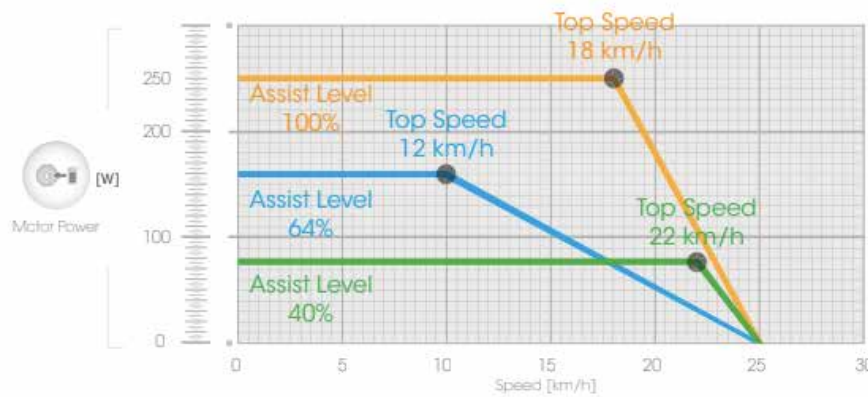 Top Speed
18 km/h
250
Assist Level
100%
Top Speed
12 km/h
200
[W]
Motor Power
Assist Level
64%
Top Speed
22 km/h
100
Assist Level
40%
0
0 5 10 15 20 25 30
Speed [km/h]